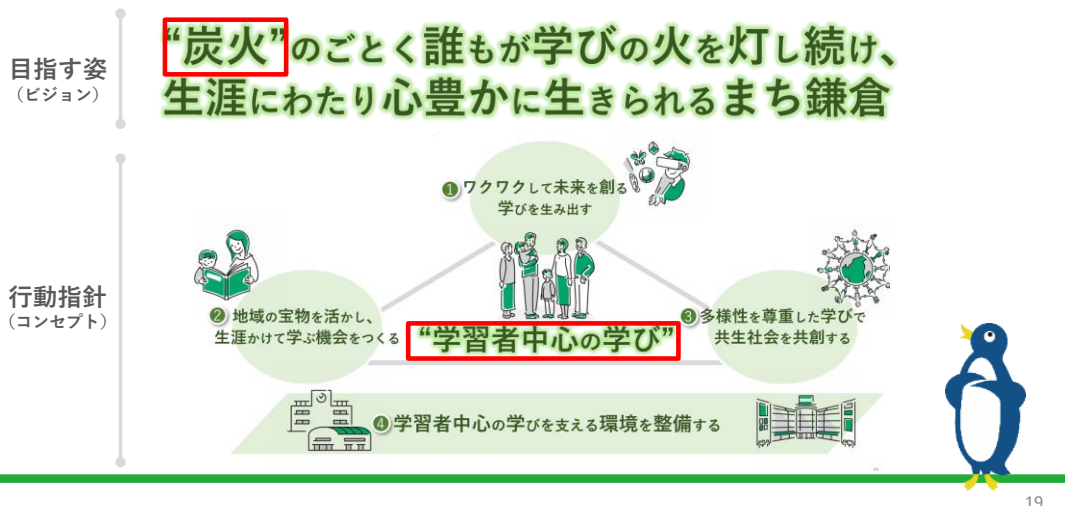 目指す姿
（ビジョン）
“炭火”のごとく誰もが学びの火を灯し続け、
生涯にわたり心豊かに生きられるまち鎌倉
行動指針
（コンセプト）
❶ワクワクして未来を創る
学びを生み出す
❷地域の宝物を活かし、
生涯かけて学ぶ機会をつくる
“学習者中心の学び”
❸多様性を尊重した学びで
共生社会を共創する
❹学習者中心の学びを支える環境を整備する
19